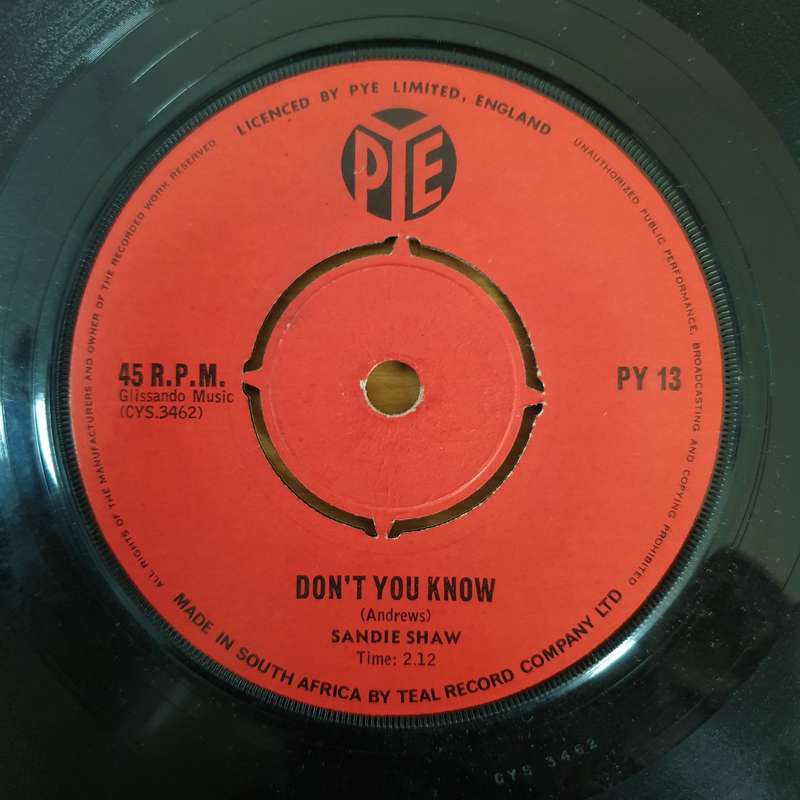 LICENCED BY PYE LIMITED, ENGLAND
PYE
ALL RIGHTS OF THE MANUFACTURERS AND OWNER OF THE RECORDED WORK RESERVED
UNAUTHORIZED PUBLIC PERFORMANCE, BROADCASTING AND COPYING PROHIBITED
45 R.P.M.
Glissando Music
(CYS.3462)
PY 13
DON'T YOU KNOW
(Andrews)
SANDIE SHAW
Time: 2.12
MADE IN SOUTH AFRICA BY TEAL RECORD COMPANY LTD
CYS 3462